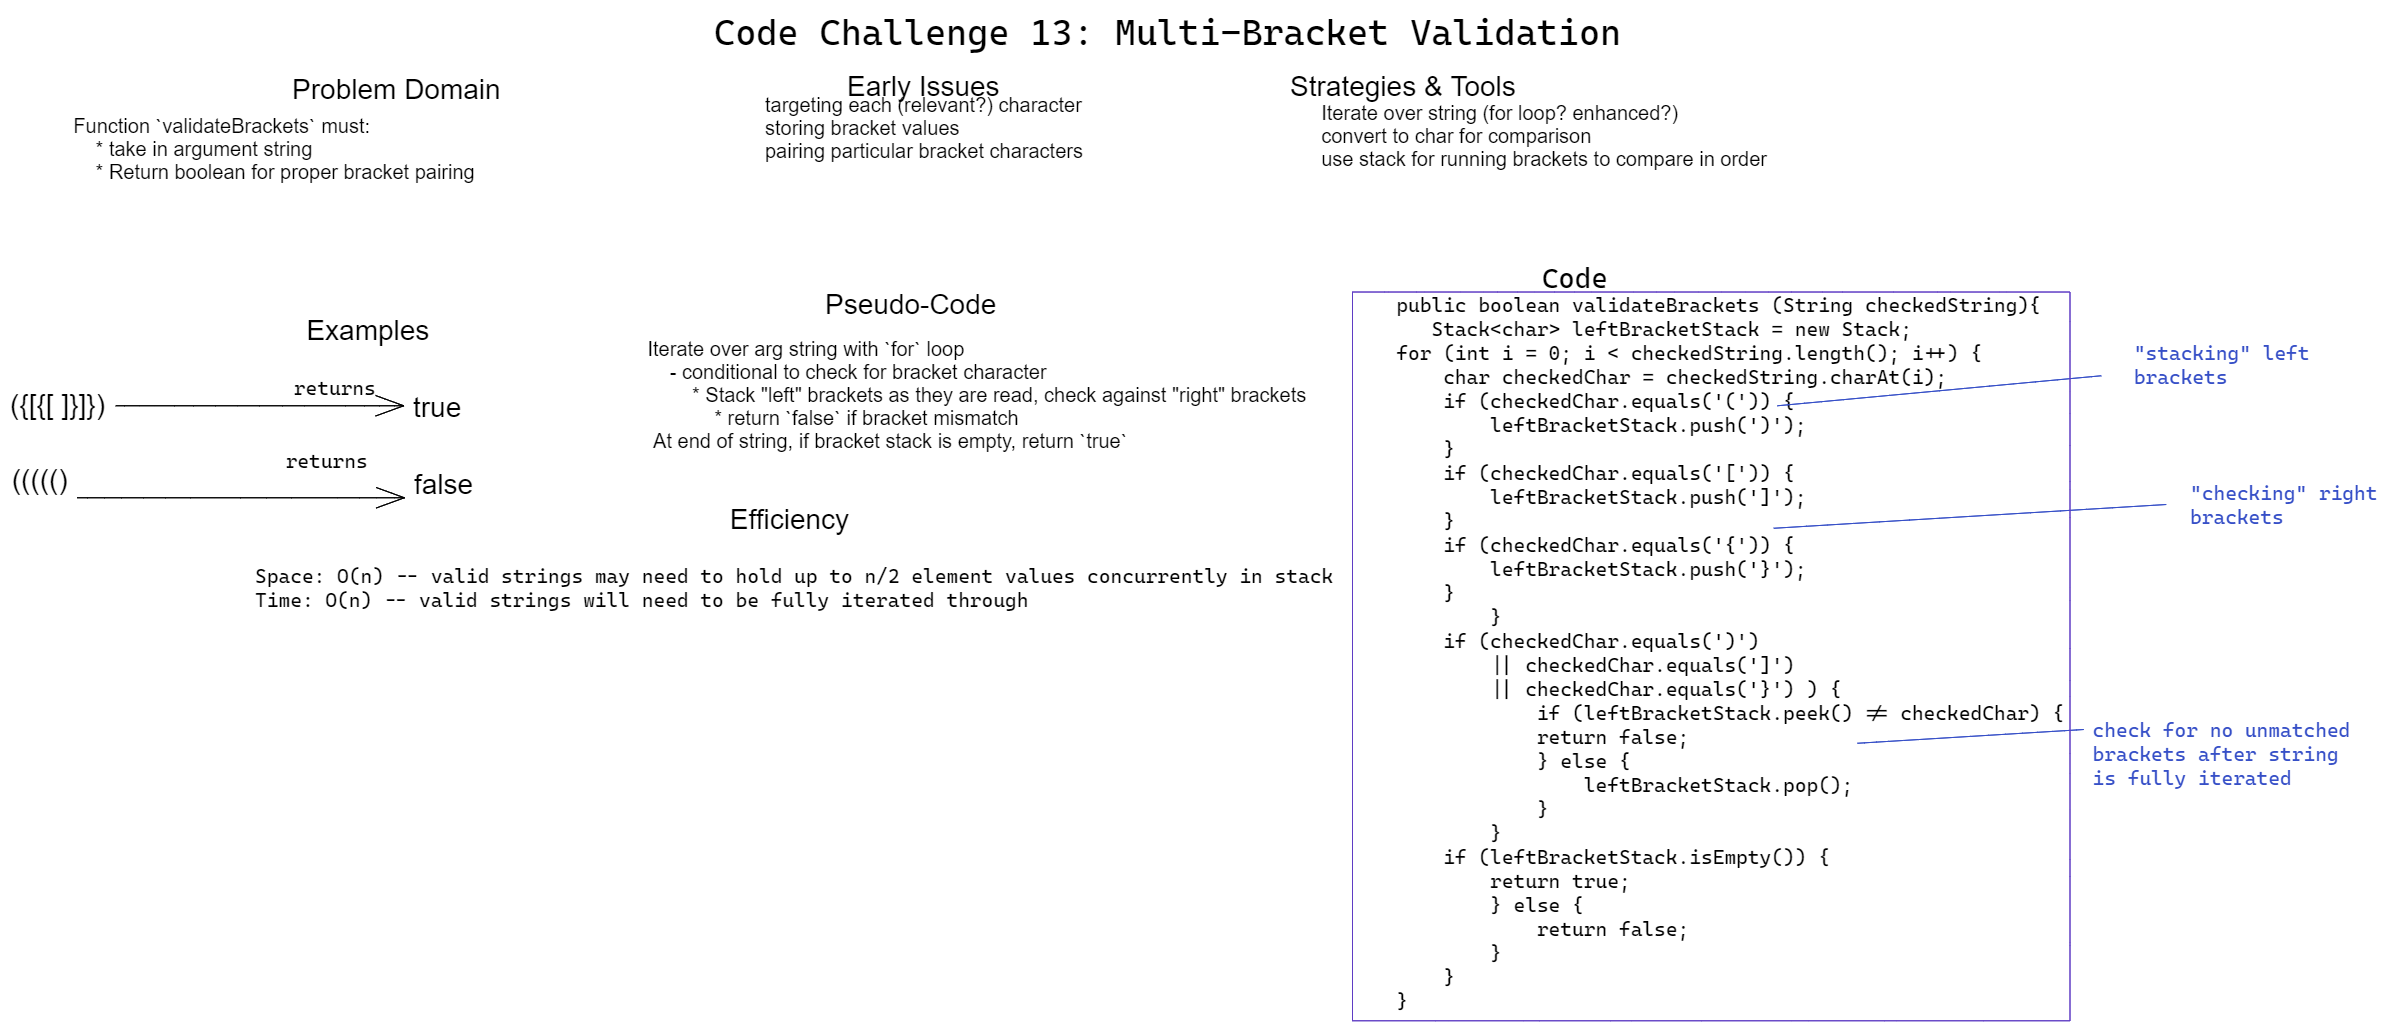 Code Challenge 13: Multi-Bracket Validation
Problem Domain
Function `validateBrackets` must:
* take in argument string
* Return boolean for proper bracket pairing
Early Issues
targeting each (relevant?) character
storing bracket values
pairing particular bracket characters
Strategies & Tools
Iterate over string (for loop? enhanced?)
convert to char for comparison
use stack for running brackets to compare in order
Examples
({[{[ ]}]}) returns true
((((() returns false
Pseudo-Code
Iterate over arg string with `for` loop
- conditional to check for bracket character
* Stack "left" brackets as they are read, check against "right" brackets
* return `false` if bracket mismatch
At end of string, if bracket stack is empty, return `true`
Efficiency
Space: O(n) -- valid strings may need to hold up to n/2 element values concurrently in stack
Time: O(n) -- valid strings will need to be fully iterated through
Code
public boolean validateBrackets (String checkedString){
Stack<char> leftBracketStack = new Stack;
for (int i = 0; i < checkedString.length(); i++) {
char checkedChar = checkedString.charAt(i);
if (checkedChar.equals('(')) {
leftBracketStack.push(')');
}
if (checkedChar.equals('[')) {
leftBracketStack.push(']');
}
if (checkedChar.equals('{')) {
leftBracketStack.push('}');
}
}
if (checkedChar.equals(')')
|| checkedChar.equals(']')
|| checkedChar.equals('}') ) {
if (leftBracketStack.peek() != checkedChar) {
return false;
} else {
leftBracketStack.pop();
}
}
if (leftBracketStack.isEmpty()) {
return true;
} else {
return false;
}
}
}
"stacking" left
brackets
"checking" right
brackets
check for no unmatched
brackets after string
is fully iterated